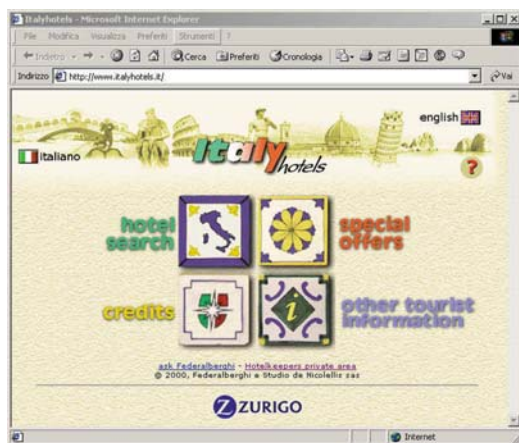 Italyhotels - Microsoft Internet Explorer
File Modifica Visualizza Preferiti Strumenti ?
Indietro Cerca Preferiti Cronologia
Indirizzo http://www.italyhotels.it/ Vai
english
italiano
Italy
hotels
?
hotel
search
special
offers
credits
i
other tourist
information
ask Federalberghi - Hotelkeepers private area
© 2000, Federalberghi e Studio de Nicolellis sas
Z ZURIGO
Internet